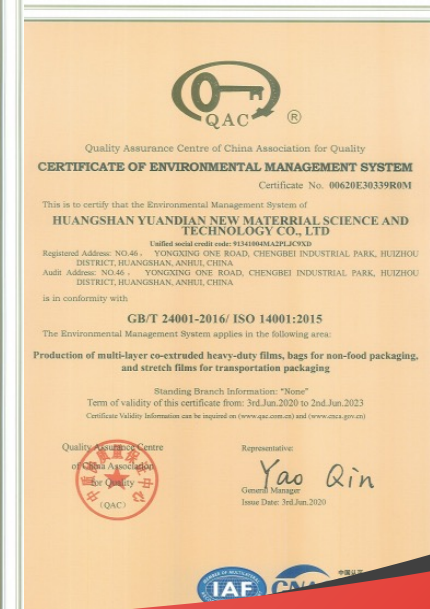 QAC
®
Quality Assurance Centre of China Association for Quality
CERTIFICATE OF ENVIRONMENTAL MANAGEMENT SYSTEM
Certificate No. 00620E30339R0M
This is to certify that the Environmental Management System of
HUANGSHAN YUANDIAN NEW MATERRIAL SCIENCE AND
TECHNOLOGY CO., LTD
Unified social credit code: 91341004MA2PLJC9XD
Registered Address: NO.46 , YONGXING ONE ROAD, CHENGBEI INDUSTRIAL PARK, HUIZHOU
DISTRICT, HUANGSHAN, ANHUI, CHINA
Audit Address: NO.46 , YONGXING ONE ROAD, CHENGBEI INDUSTRIAL PARK, HUIZHOU
DISTRICT, HUANGSHAN, ANHUI, CHINA
is in conformity with
GB/T 24001-2016/ ISO 14001:2015
The Environmental Management System applies in the following area:
Production of multi-layer co-extruded heavy-duty films, bags for non-food packaging,
and stretch films for transportation packaging
Standing Branch Information: "None"
Term of validity of this certificate from: 3rd.Jun.2020 to 2nd.Jun.2023
Certificate Validity Information can be inquired on (www.qac.com.cn) and (www.cnca.gov.cn)
Quality Assurance Centre
of China Association
for Quality
(QAC)
Representative:
Yao Qin
General Manager
Issue Date: 3rd.Jun.2020
IAF